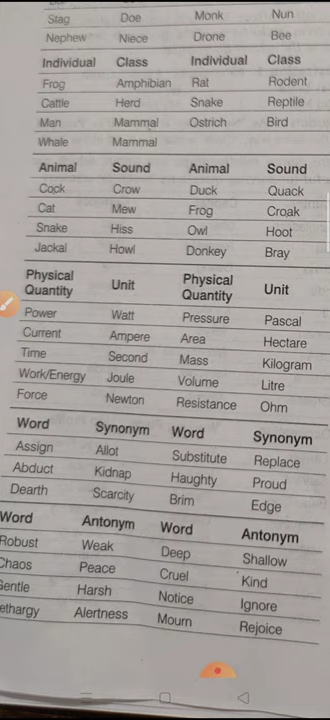 Stag Doe Monk Nun
Nephew Niece Drone Bee
Individual Class Individual Class
Frog Amphibian Rat Rodent
Cattle Herd Snake Reptile
Man Mammal Ostrich Bird
Whale Mammal
Animal Sound Animal Sound
Cock Crow Duck Quack
Cat Mew Frog Croak
Snake Hiss Owl Hoot
Jackal Howl Donkey Bray
Physical Quantity Unit Physical Quantity Unit
Power Watt Pressure Pascal
Current Ampere Area Hectare
Time Second Mass Kilogram
Work/Energy Joule Volume Litre
Force Newton Resistance Ohm
Word Synonym Word Synonym
Assign Allot Substitute Replace
Abduct Kidnap Haughty Proud
Dearth Scarcity Brim Edge
Word Antonym Word Antonym
Robust Weak Deep Shallow
Chaos Peace Cruel Kind
Gentle Harsh Notice Ignore
ethargy Alertness Mourn Rejoice